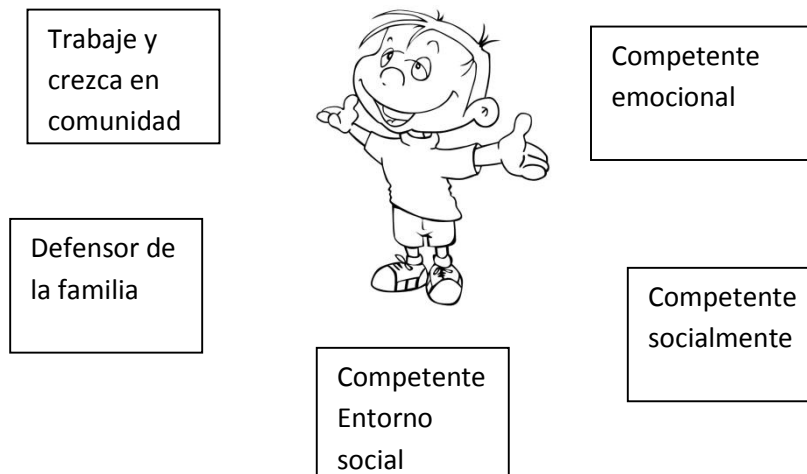 Trabaje y
crezca en
comunidad
Competente
emocional
Defensor de
la familia
Competente
socialmente
Competente
Entorno
social